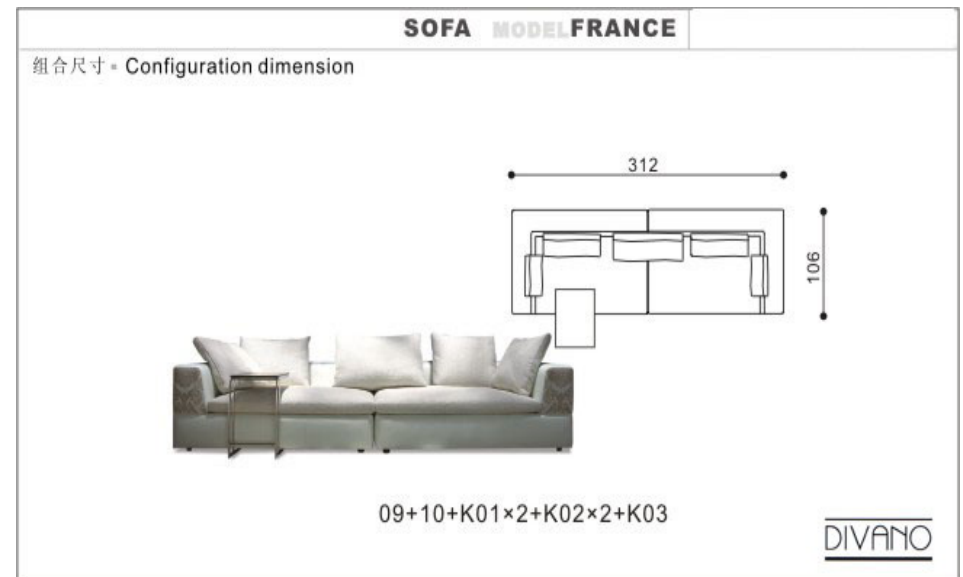 SOFA MODEL FRANCE
组合尺寸 Configuration dimension
312
106
09+10+K01×2+K02×2+K03
DIVANO